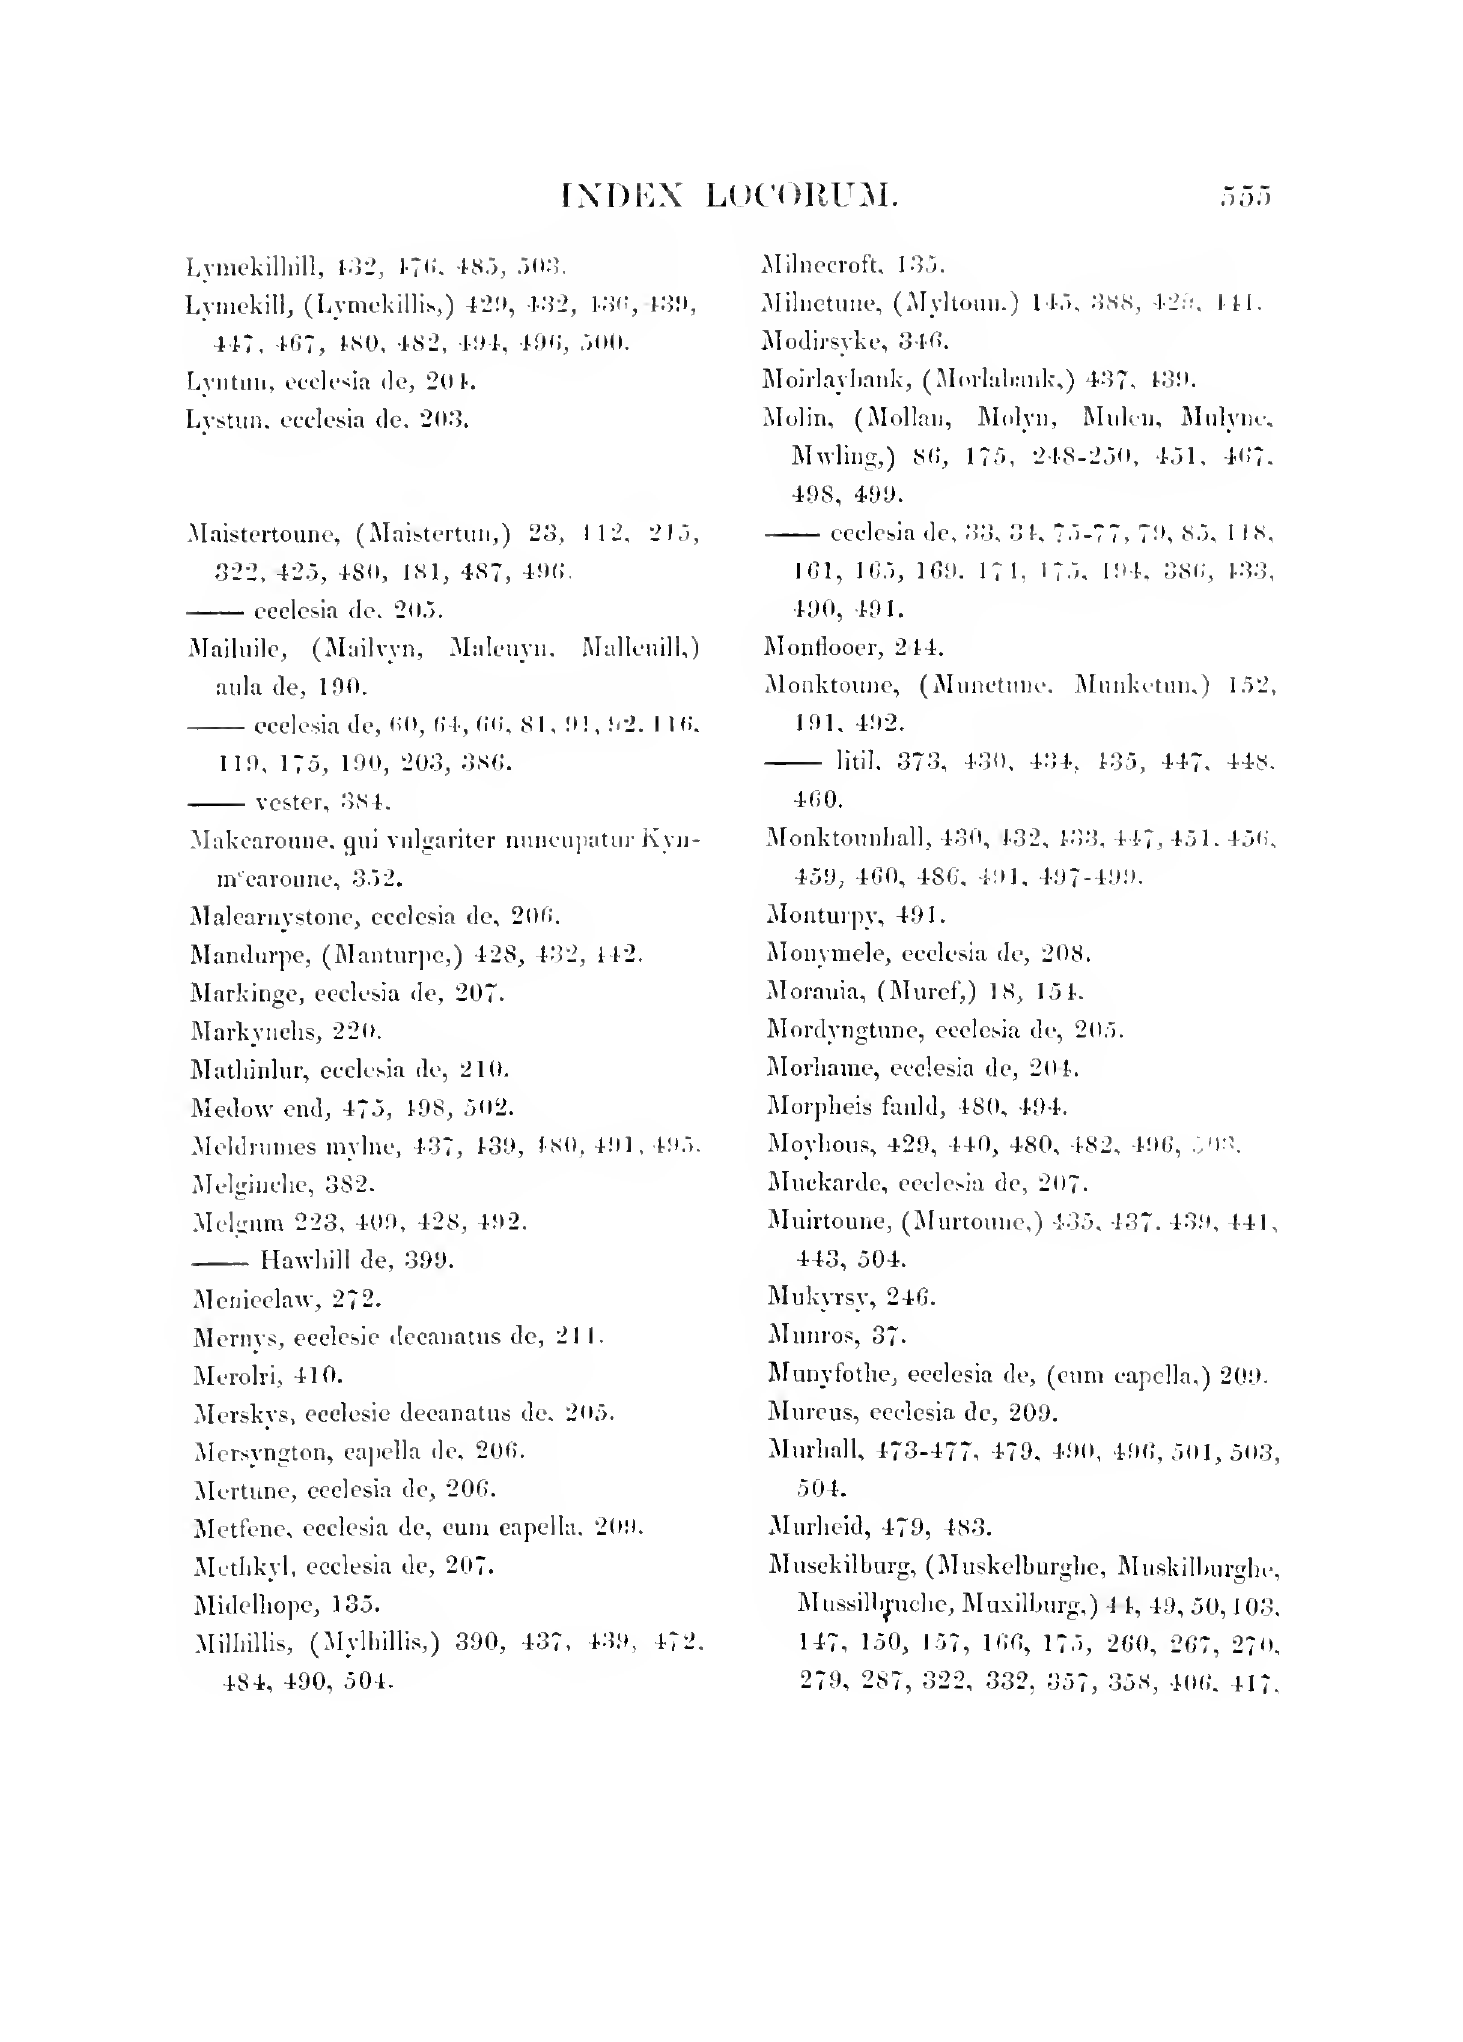 INDEX LOCORUM. 555
Lymekilhill, 432, 476, 485, 503.
Lymekill, (Lymekillis,) 429, 432, 436, 439,
447, 467, 480, 482, 494, 496, 500.
Lyntun, ecclesia de, 204.
Lystun, ecclesia de, 203.
Maistertoune, (Maistertun,) 23, 112, 215,
322, 425, 480, 481, 487, 496.
—— ecclesia de, 205.
Mailuile, (Mailvyn, Maleuyn, Malleuill,)
aula de, 190.
—— ecclesia de, 60, 64, 66, 81, 91, 92, 116,
119, 175, 190, 203, 386.
—— vester, 384.
Makcaroune, qui vulgariter nuncupatur Kyn-
mᶜcaroune, 352.
Malcarnystone, ecclesia de, 206.
Mandurpe, (Manturpe,) 428, 432, 442.
Markinge, ecclesia de, 207.
Markynchs, 220.
Mathinlur, ecclesia de, 210.
Medow end, 475, 498, 502.
Meldrumes mylne, 437, 439, 480, 491, 495.
Melginche, 382.
Melgum 223, 409, 428, 492.
—— Hawhill de, 399.
Menicelaw, 272.
Mernys, ecclesie decanatus de, 211.
Merolri, 410.
Merskys, ecclesie decanatus de, 205.
Mersyngton, capella de, 206.
Mertune, ecclesia de, 206.
Metfene, ecclesia de, cum capella, 209.
Methkyl, ecclesia de, 207.
Midelhope, 135.
Milhillis, (Mylhillis,) 390, 437, 439, 472,
484, 490, 504.
Milnecroft, 135.
Milnetune, (Myltoun.) 145, 388, 428, 441.
Modirsyke, 346.
Moirlaybank, (Morlabank,) 437, 439.
Molin, (Mollan, Molyn, Mulen, Mulyne,
Mwling,) 86, 175, 248-250, 451, 467,
498, 499.
—— ecclesia de, 33, 34, 75-77, 79, 85, 118,
161, 165, 169, 171, 175, 194, 386, 433,
490, 491.
Monflooer, 244.
Monktoune, (Munctune, Munketun,) 152,
191, 492.
—— litil, 373, 430, 434, 435, 447, 448,
460.
Monktounhall, 430, 432, 433, 447, 451, 456,
459, 460, 486, 491, 497-499.
Monturpy, 491.
Monymele, ecclesia de, 208.
Morauia, (Muref,) 18, 154.
Mordyngtune, ecclesia de, 205.
Morhame, ecclesia de, 204.
Morpheis fauld, 480, 494.
Moyhous, 429, 440, 480, 482, 496, 503.
Muckarde, ecclesia de, 207.
Muirtoune, (Murtoune,) 435, 437, 439, 441,
443, 504.
Mukyrsy, 246.
Munros, 37.
Munyfothe, ecclesia de, (cum capella,) 209.
Murcus, ecclesia de, 209.
Murhall, 473-477, 479, 490, 496, 501, 503,
504.
Murheid, 479, 483.
Musckilburg, (Muskelburghe, Muskilburghe,
Mussilbruche, Muxilburg,) 44, 49, 50, 103,
147, 150, 157, 166, 175, 260, 267, 270,
279, 287, 322, 332, 357, 358, 406, 417,